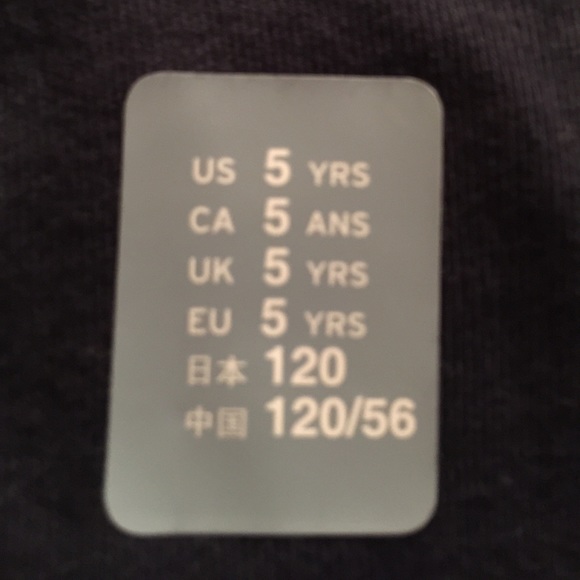 US 5 YRS
CA 5 ANS
UK 5 YRS
EU 5 YRS
日本 120
中国 120/56